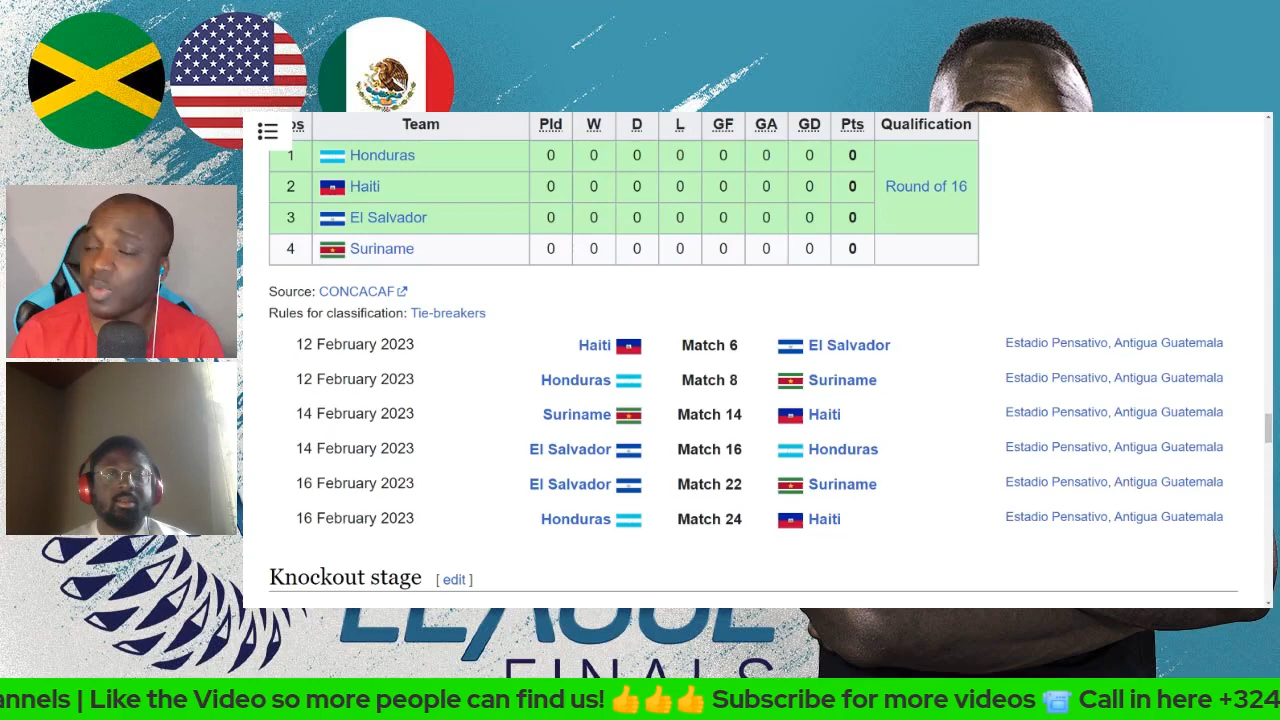 os Team Pld W D L GF GA GD Pts Qualification
1 Honduras 0 0 0 0 0 0 0 0 Round of 16
2 Haiti 0 0 0 0 0 0 0 0
3 El Salvador 0 0 0 0 0 0 0 0
4 Suriname 0 0 0 0 0 0 0 0
Source: CONCACAF
Rules for classification: Tie-breakers
12 February 2023 Haiti Match 6 El Salvador Estadio Pensativo, Antigua Guatemala
12 February 2023 Honduras Match 8 Suriname Estadio Pensativo, Antigua Guatemala
14 February 2023 Suriname Match 14 Haiti Estadio Pensativo, Antigua Guatemala
14 February 2023 El Salvador Match 16 Honduras Estadio Pensativo, Antigua Guatemala
16 February 2023 El Salvador Match 22 Suriname Estadio Pensativo, Antigua Guatemala
16 February 2023 Honduras Match 24 Haiti Estadio Pensativo, Antigua Guatemala
Knockout stage [ edit ]
LEAGUE
FINALS
annels | Like the Video so more people can find us! 👍👍👍 Subscribe for more videos 📹 Call in here +324